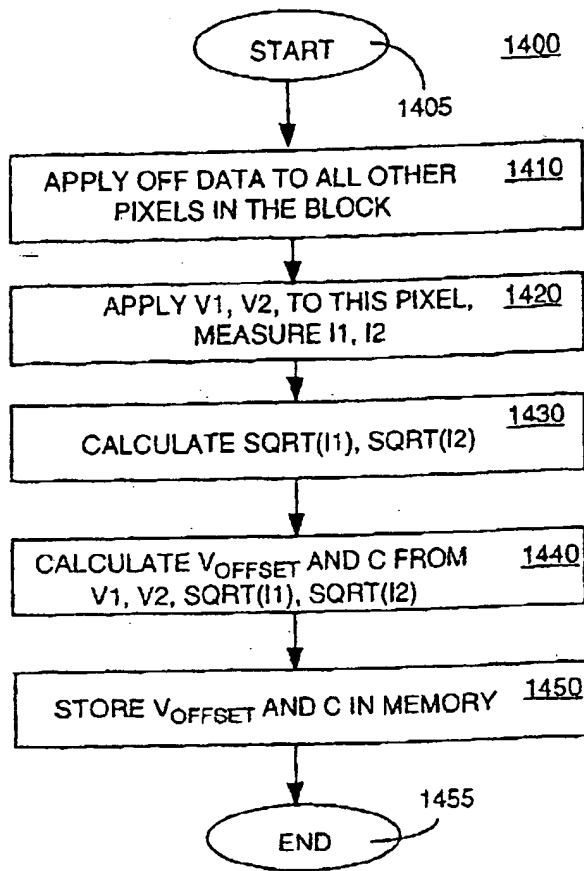 START
1400
1405
APPLY OFF DATA TO ALL OTHER 1410
PIXELS IN THE BLOCK
APPLY V1, V2, TO THIS PIXEL, 1420
MEASURE I1, I2
1430
CALCULATE SQRT(I1), SQRT(I2)
CALCULATE VOFFSET AND C FROM 1440
V1, V2, SQRT(I1), SQRT(I2)
STORE VOFFSET AND C IN MEMORY 1450
1455
END